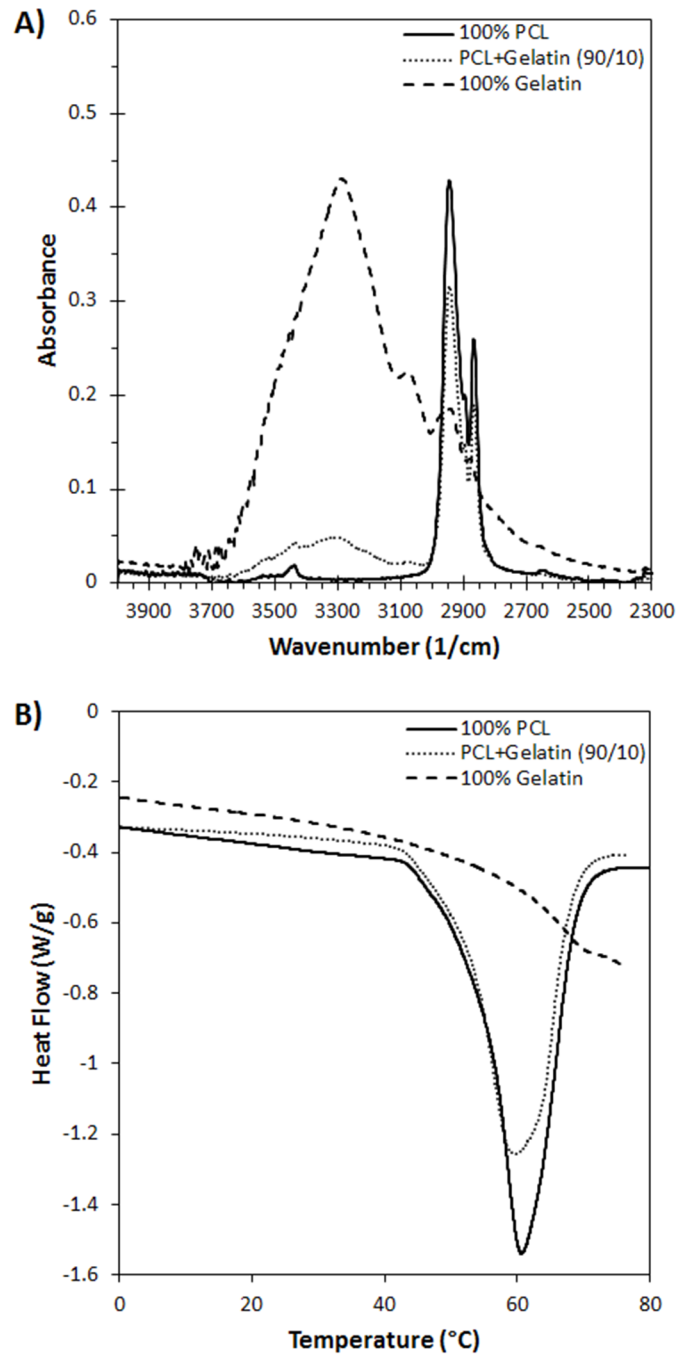 A)
0.6
0.5
0.4
0.3
0.2
0.1
0
Absorbance
100% PCL
PCL+Gelatin (90/10)
100% Gelatin
3900 3700 3500 3300 3100 2900 2700 2500 2300
Wavenumber (1/cm)
B)
0
-0.2
-0.4
-0.6
-0.8
-1
-1.2
-1.4
-1.6
Heat Flow (W/g)
100% PCL
PCL+Gelatin (90/10)
100% Gelatin
0 20 40 60 80
Temperature (°C)